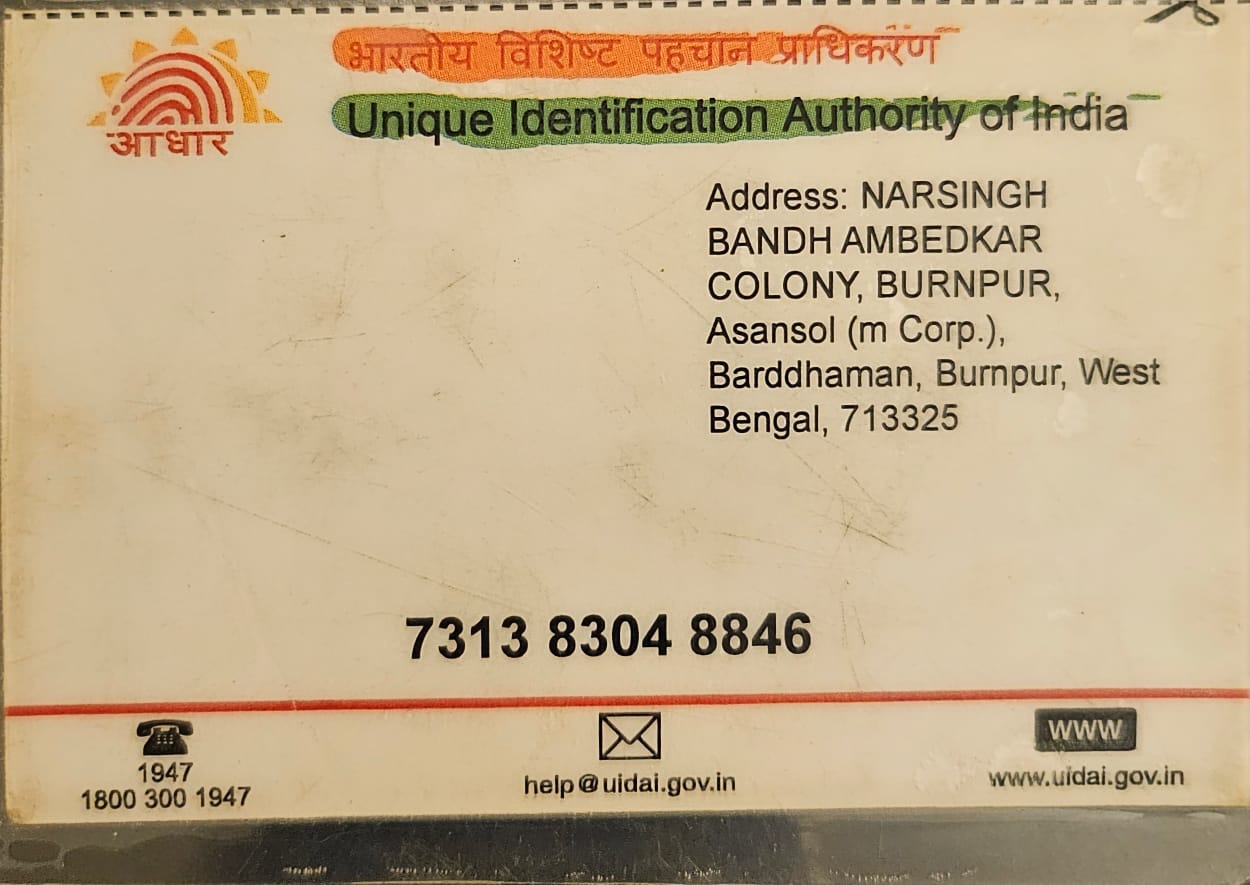 भारतीय विशिष्ट पहचान प्राधिकरण
आधार
Unique Identification Authority of India
Address: NARSINGH
BANDH AMBEDKAR
COLONY, BURNPUR,
Asansol (m Corp.),
Barddhaman, Burnpur, West
Bengal, 713325
7313 8304 8846
1947
1800 300 1947
help@uidai.gov.in
www
www.uidai.gov.in